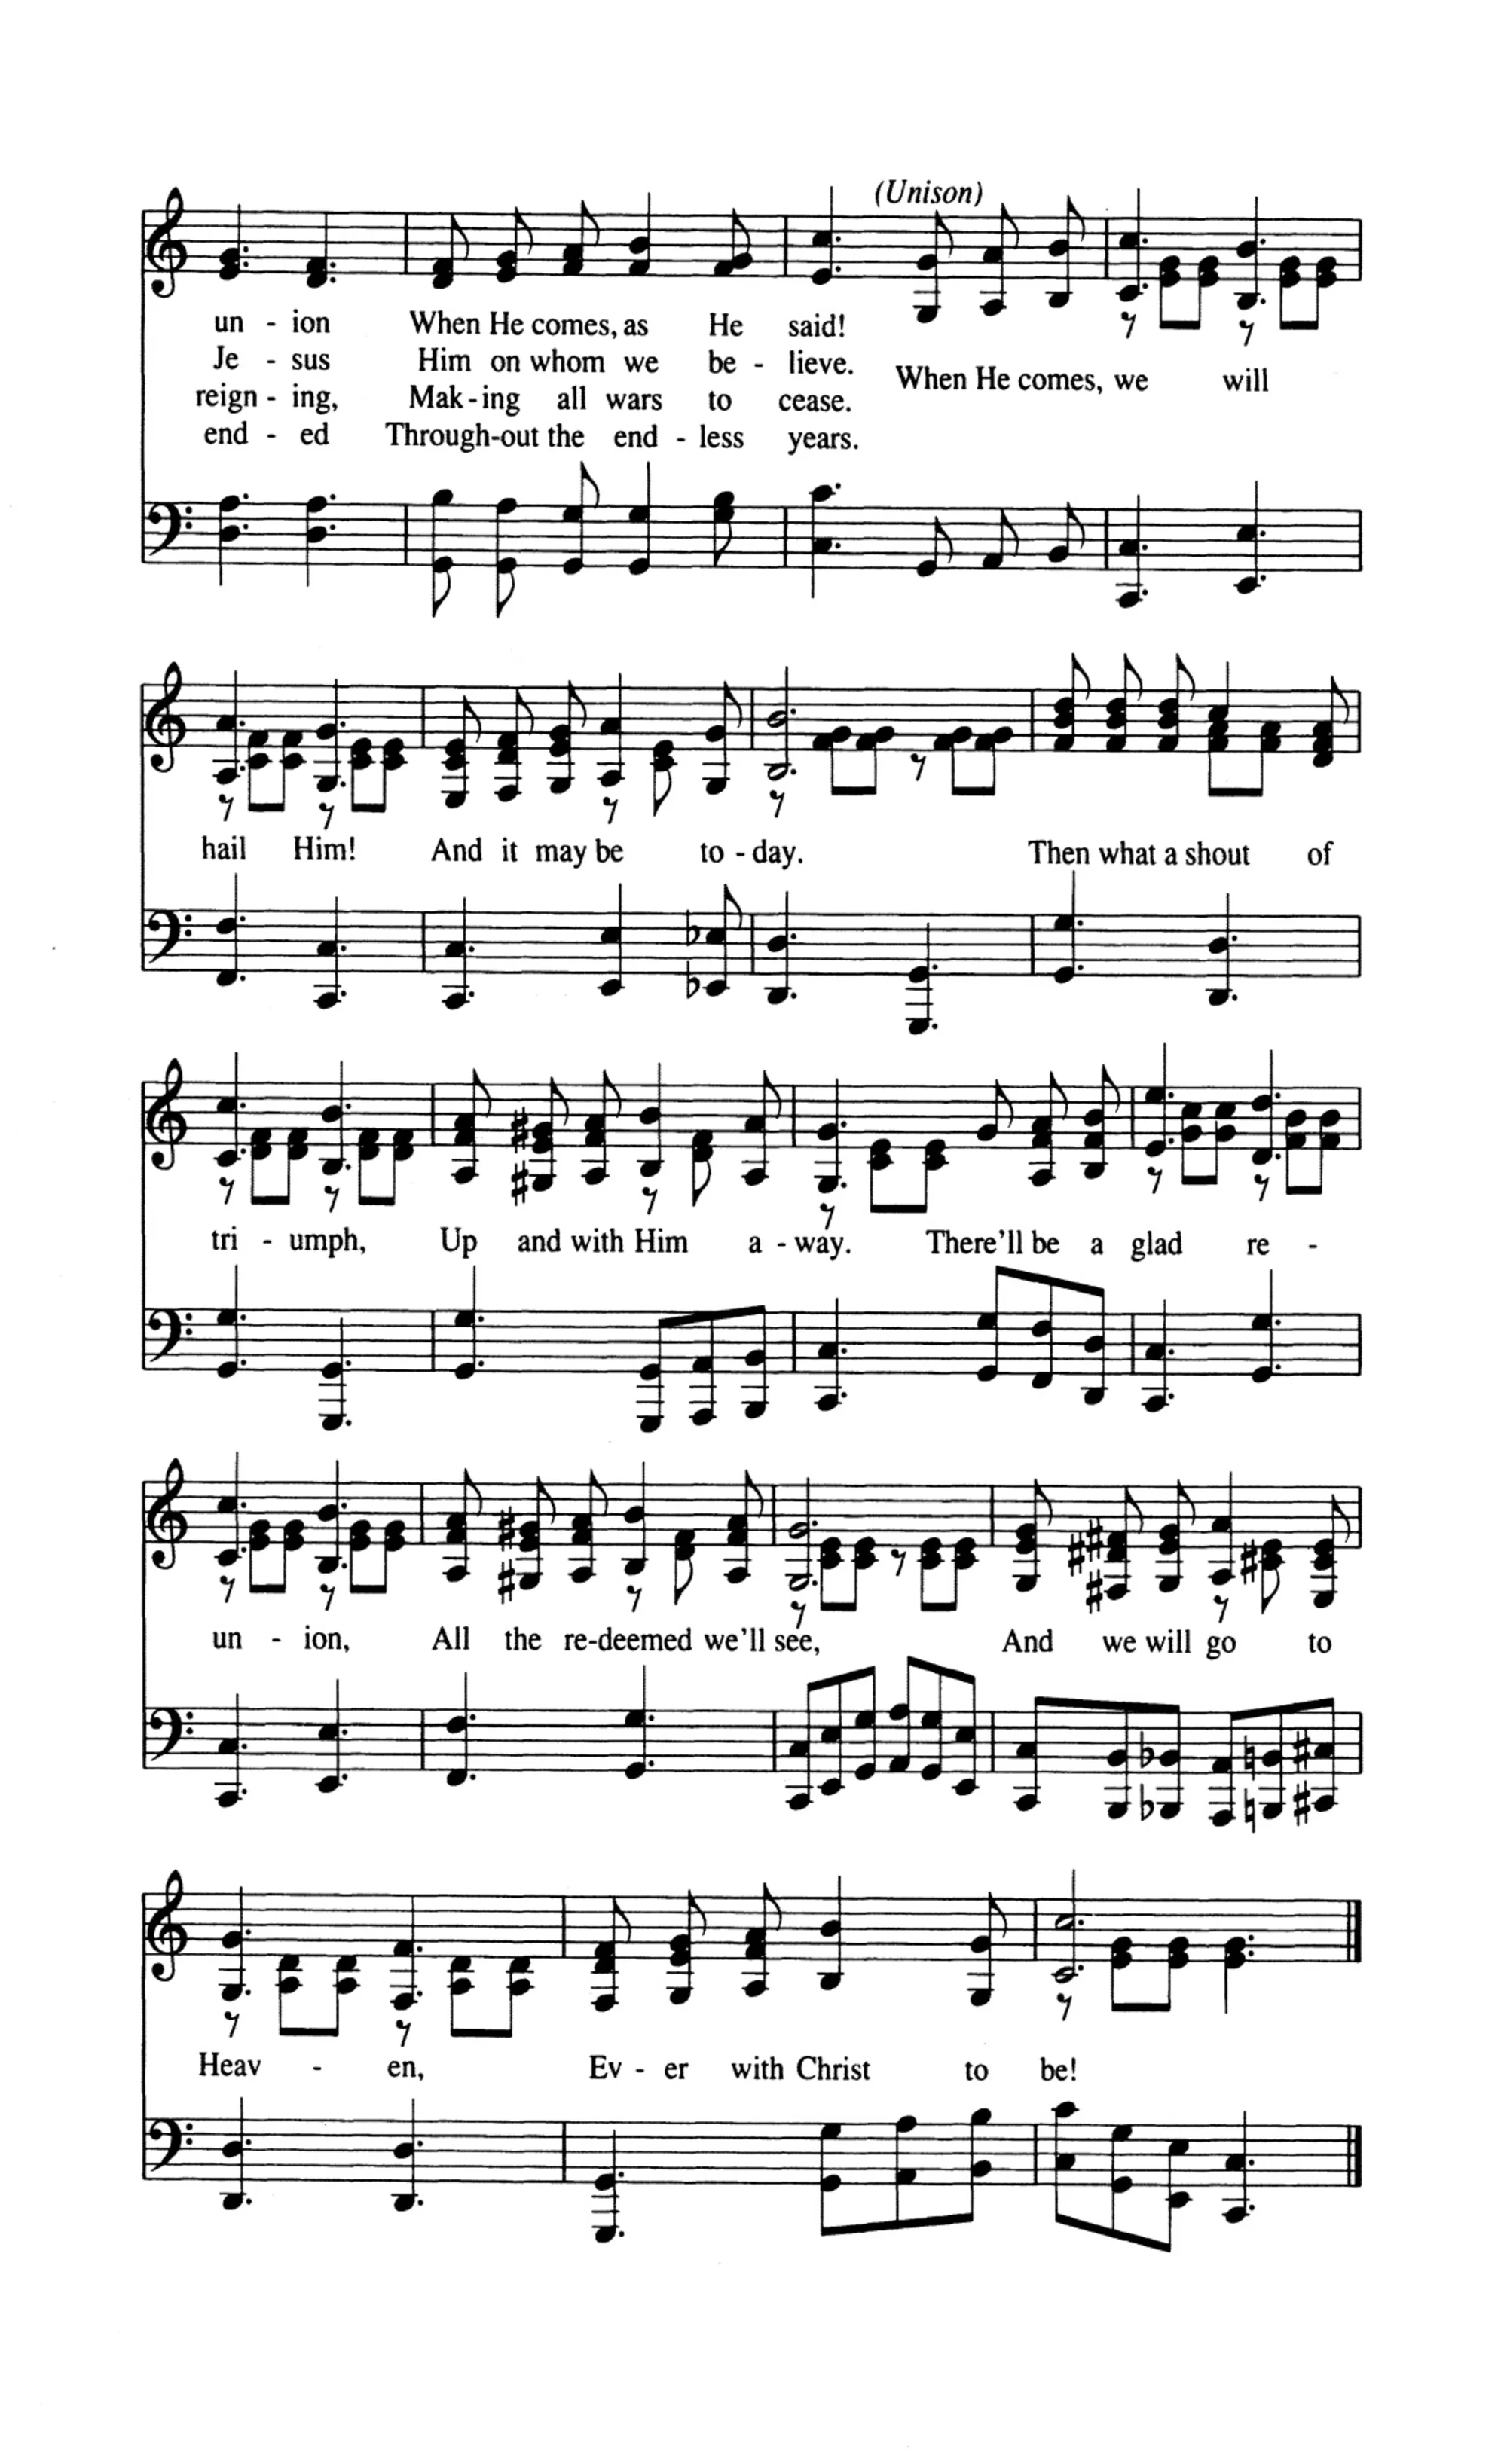 (Unison)
un - ion When He comes, as He said!
Je - sus Him on whom we be - lieve.
When He comes, we will
reign - ing, Mak - ing all wars to cease.
end - ed Through-out the end - less years.
hail Him! And it may be to - day. Then what a shout of
tri - umph, Up and with Him a - way. There'll be a glad re -
un - ion, All the re-deemed we'll see, And we will go to
Heav - en, Ev - er with Christ to be!